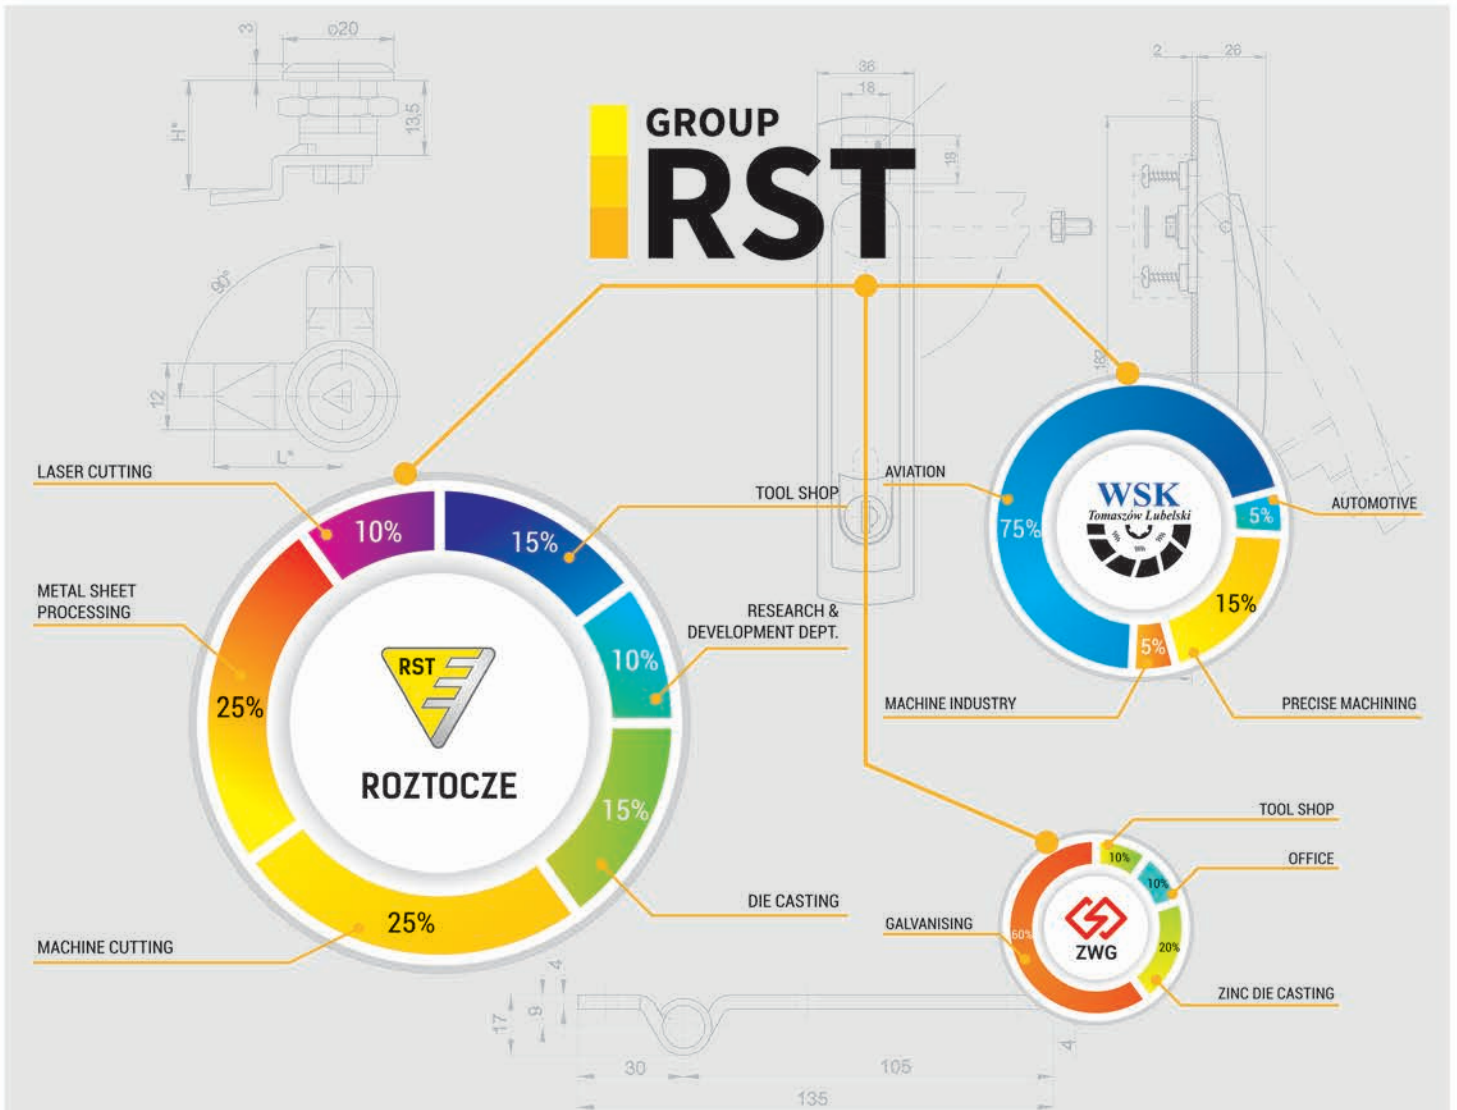 3
ø20
H*
13,5
90°
12
L*
36
18
18
2
26
182
GROUP
RST
LASER CUTTING
10%
15%
TOOL SHOP
METAL SHEET
PROCESSING
25%
RESEARCH &
DEVELOPMENT DEPT.
10%
RST
ROZTOCZE
15%
DIE CASTING
25%
MACHINE CUTTING
AVIATION
75%
WSK
Tomaszów Lubelski
AUTOMOTIVE
5%
15%
5%
MACHINE INDUSTRY
PRECISE MACHINING
TOOL SHOP
10%
OFFICE
10%
GALVANISING
60%
ZWG
20%
ZINC DIE CASTING
4
17
9
30
105
4
135